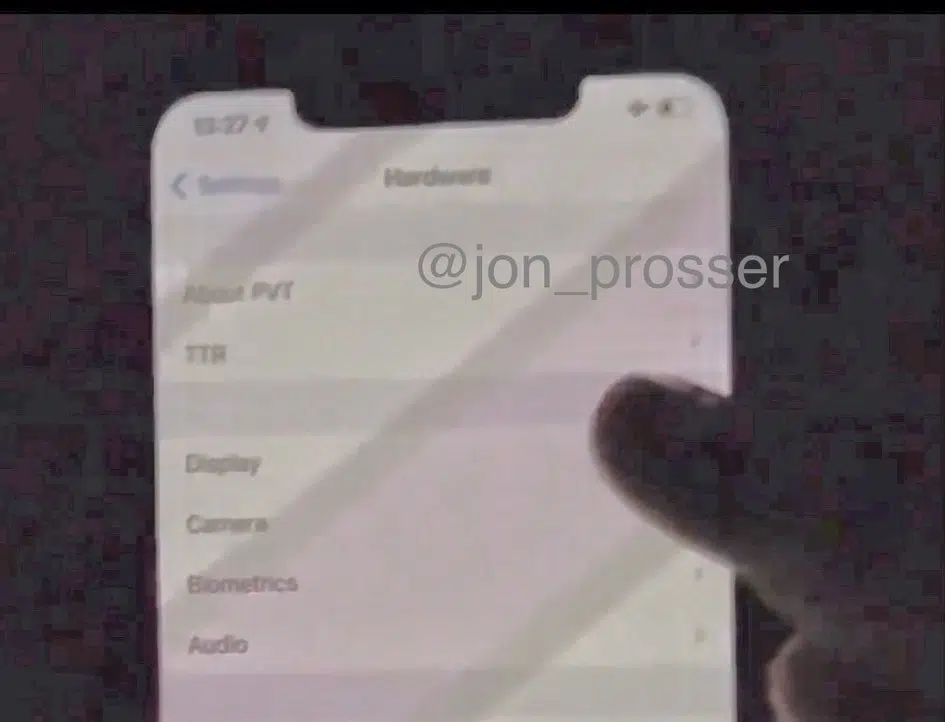 13:27
Settings
Hardware
@jon_prosser
About PVT
TTR
Display
Camera
Biometrics
Audio